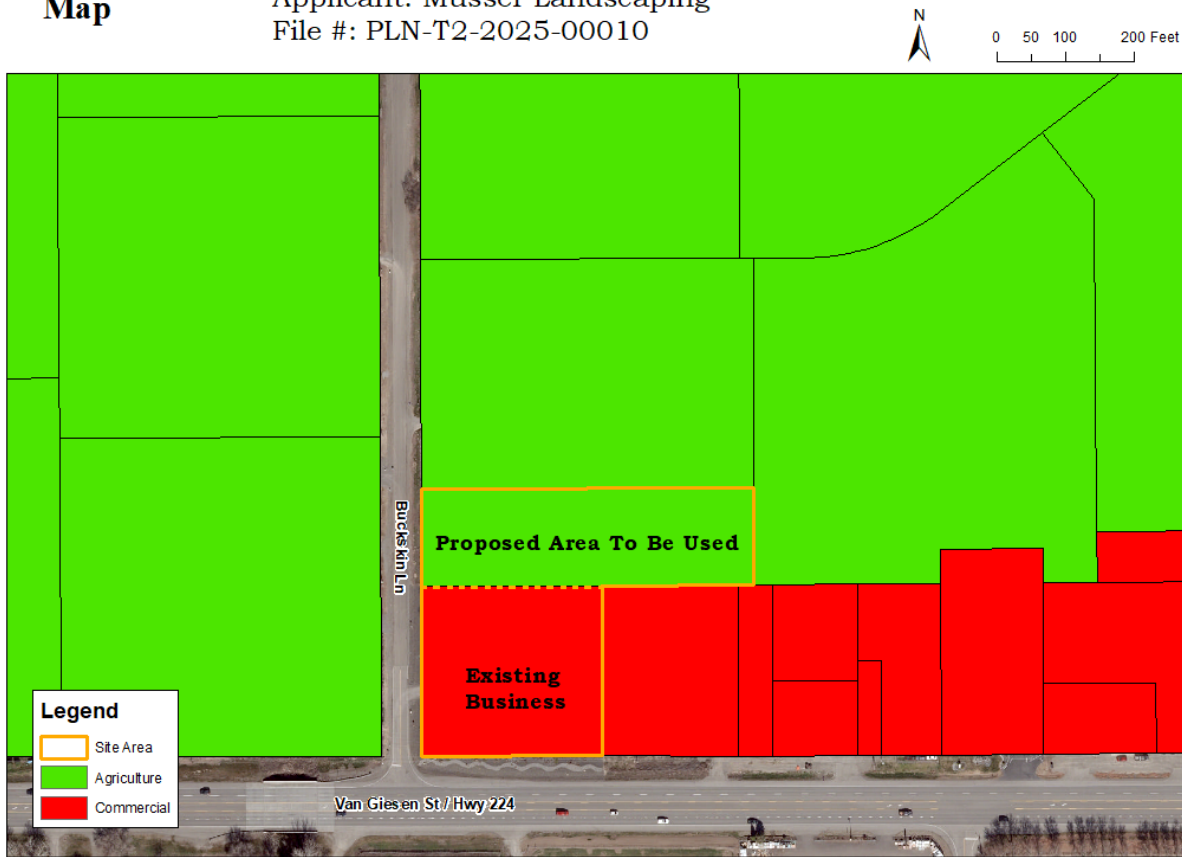 Map
Applicant: Musser Landscaping
File #: PLN-T2-2025-00010
N
0 50 100 200 Feet
Buckskin Ln
Proposed Area To Be Used
Existing
Business
Legend
Site Area
Agriculture
Commercial
Van Giesen St / Hwy 224